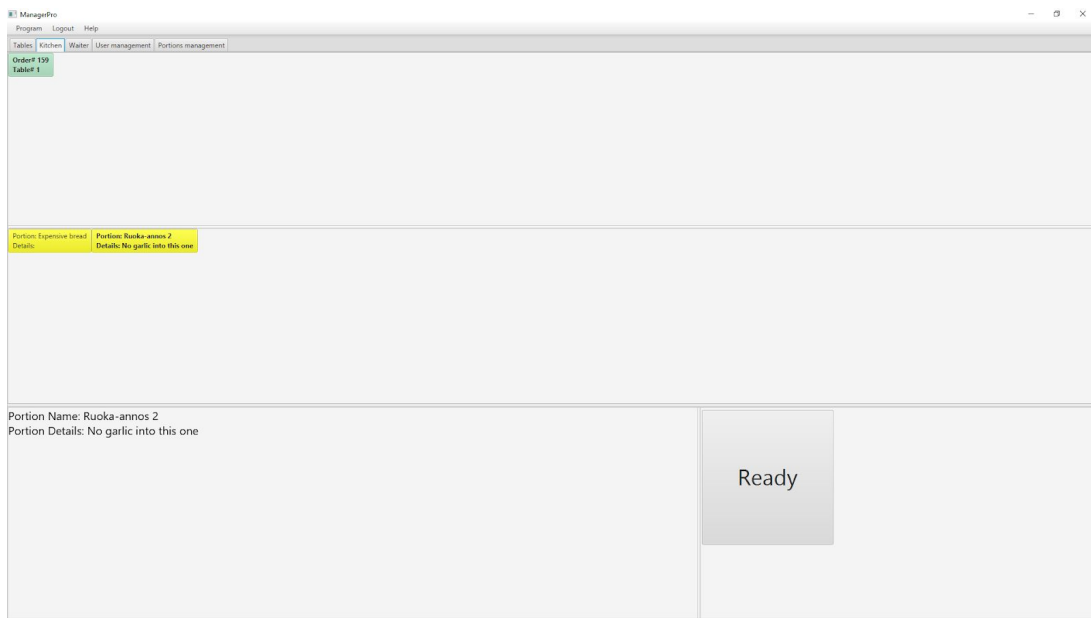 ManagerPro
Program Logout Help
Tables Kitchen Waiter User management Portions management
Order# 159
Table# 1
Portion: Expensive bread
Details:
Portion: Ruoka-annos 2
Details: No garlic into this one
Portion Name: Ruoka-annos 2
Portion Details: No garlic into this one
Ready